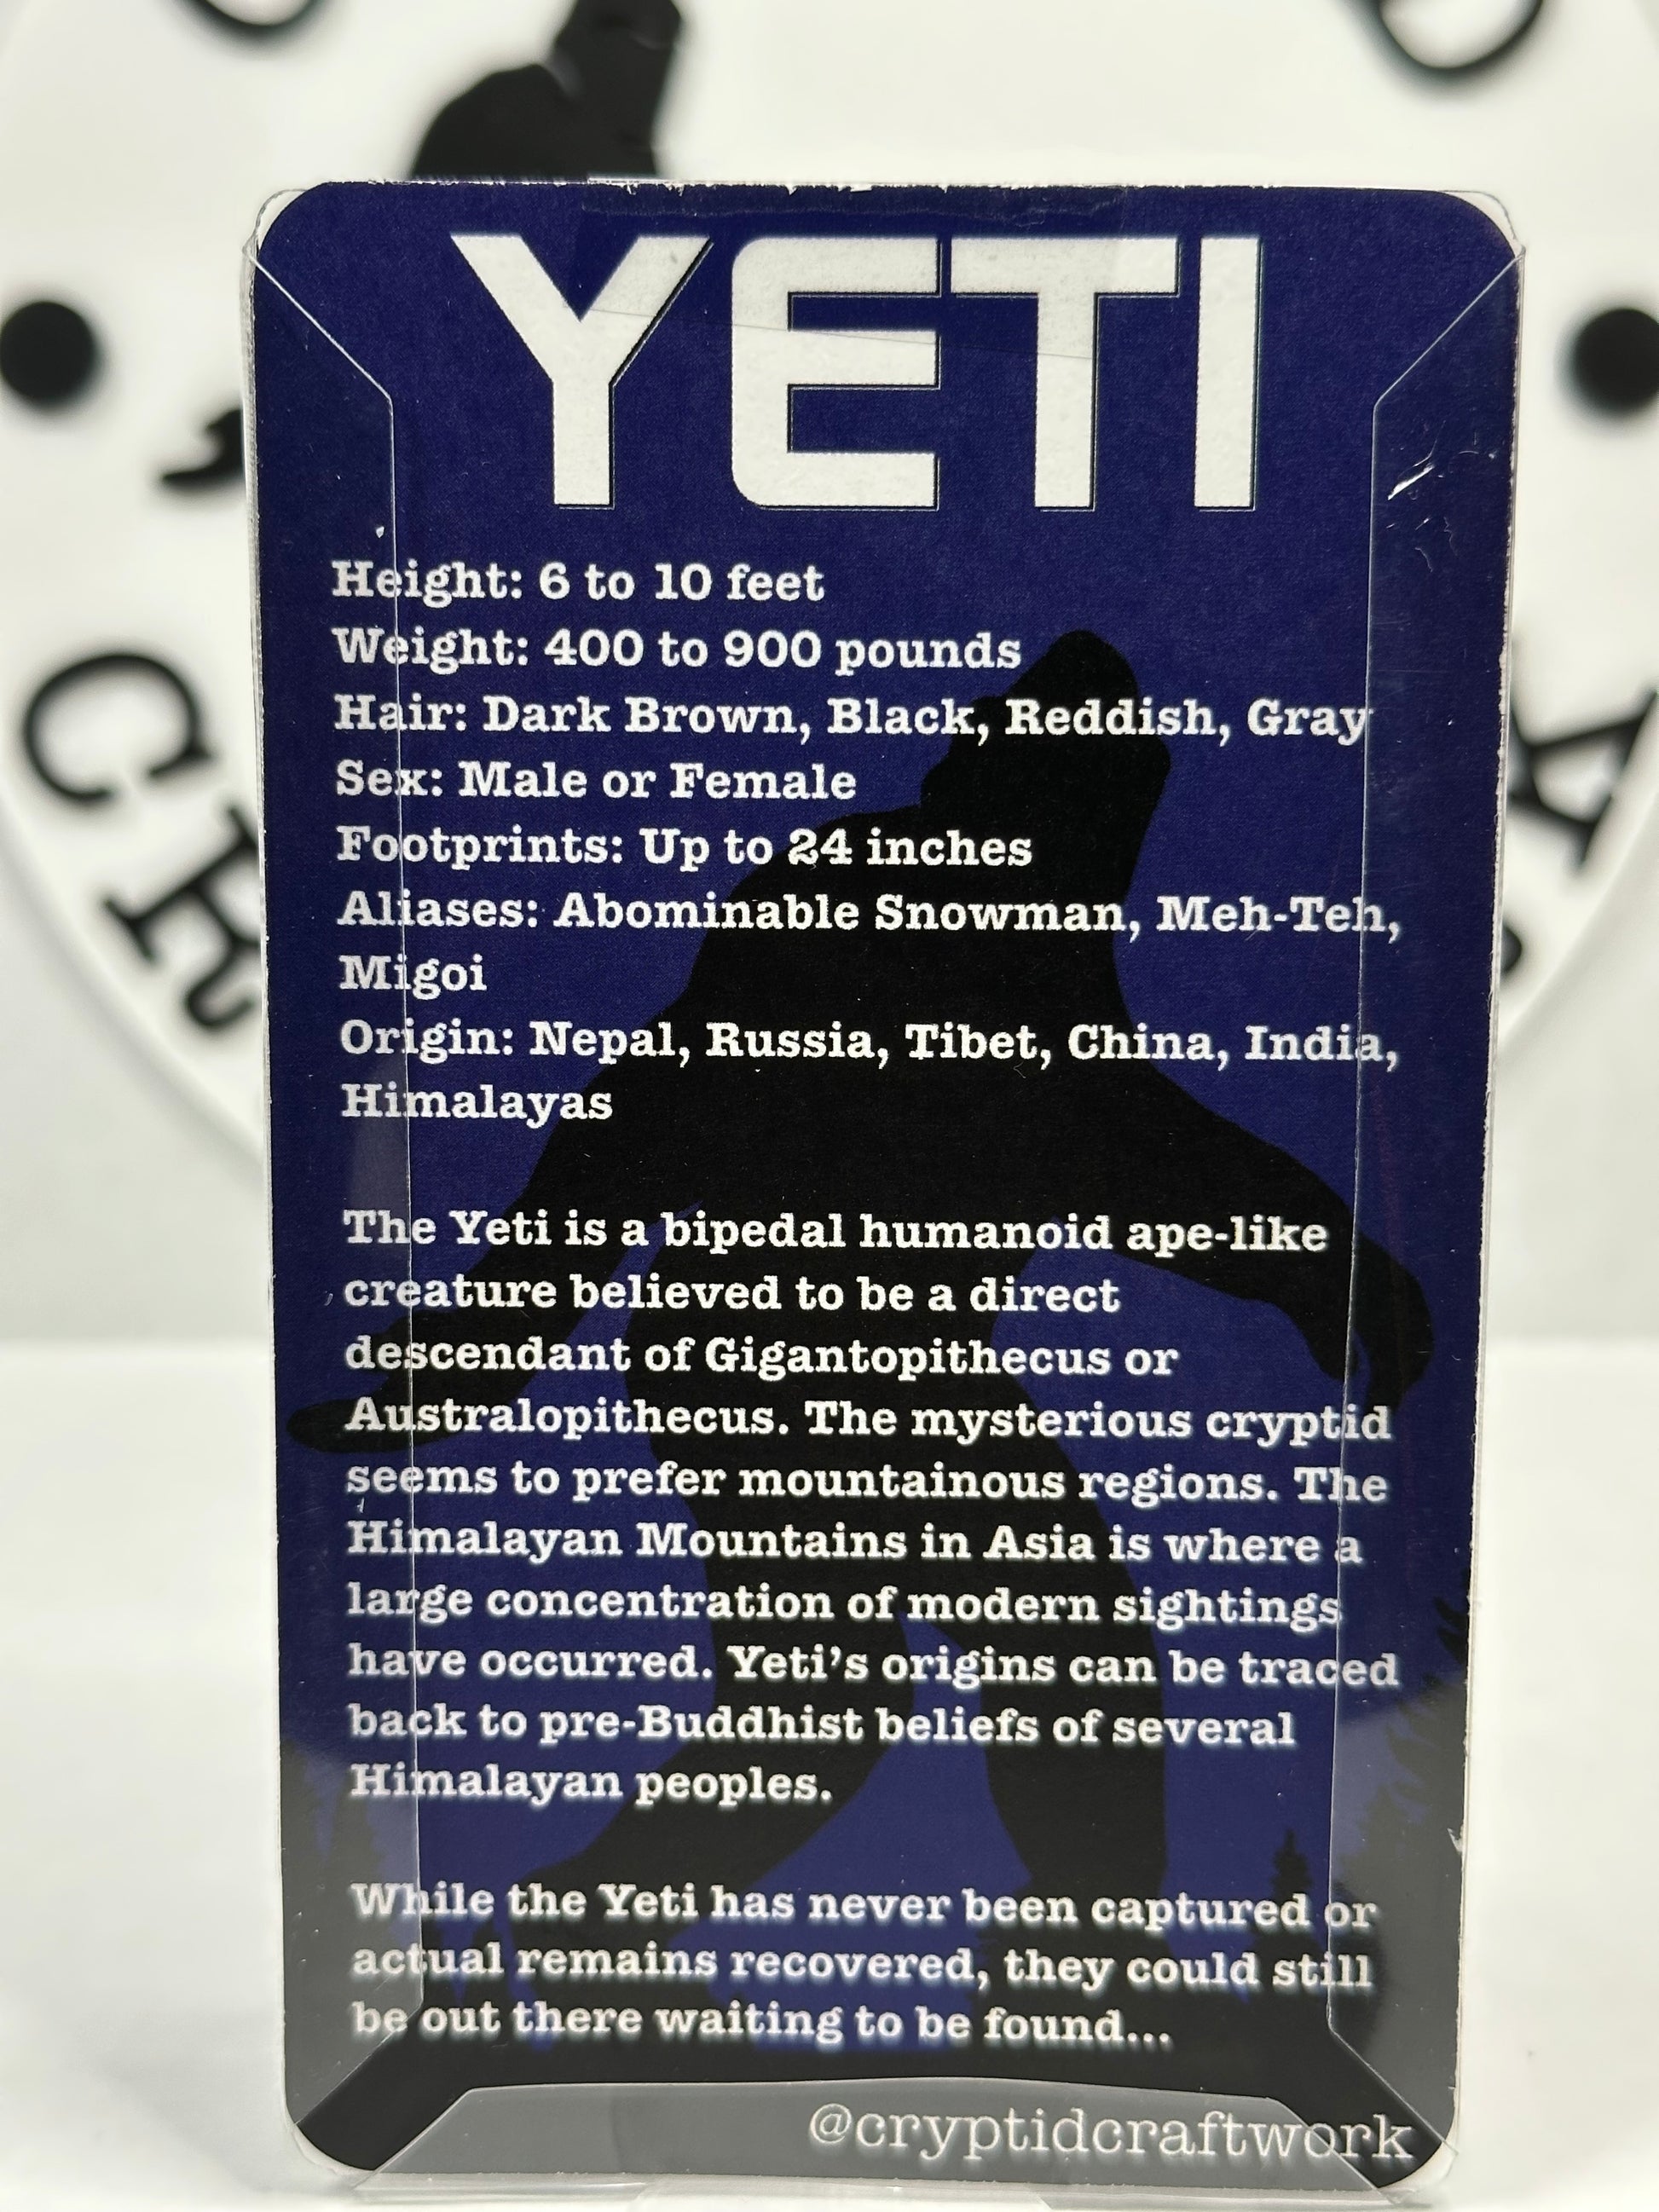 YETI
Height: 6 to 10 feet
Weight: 400 to 900 pounds
Hair: Dark Brown, Black, Reddish, Gray
Sex: Male or Female
Footprints: Up to 24 inches
Aliases: Abominable Snowman, Meh-Teh,
Migoi
Origin: Nepal, Russia, Tibet, China, India,
Himalayas
The Yeti is a bipedal humanoid ape-like
creature believed to be a direct
descendant of Gigantopithecus or
Australopithecus. The mysterious cryptid
seems to prefer mountainous regions. The
Himalayan Mountains in Asia is where a
large concentration of modern sightings
have occurred. Yeti's origins can be traced
back to pre-Buddhist beliefs of several
Himalayan peoples.
While the Yeti has never been captured or
actual remains recovered, they could still
be out there waiting to be found...
@cryptidcraftwork